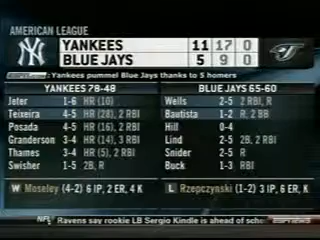 AMERICAN LEAGUE
YANKEES 11 17 0
BLUE JAYS 5 9 0
: Yankees pummel Blue Jays thanks to 5 homers
YANKEES 78-48 BLUE JAYS 65-60
Jeter 1-6 HR (10) Wells 2-5 2 RBI, R
Teixeira 4-5 HR (28), 2 RBI Bautista 1-2 R, 2 BB
Posada 4-5 HR (16), 2 RBI Hill 0-4
Granderson 3-4 HR (14), 3 RBI Lind 2-5 2B, 2 RBI
Thames 3-4 HR (5), 2 RBI Snider 2-5 R
Swisher 1-5 2B, R Buck 1-3 RBI
W Moseley (4-2) 6 IP, 2 ER, 4 K L Rzepczynski (1-2) 3 IP, 6 ER, K
NFL Ravens say rookie LB Sergio Kindle is ahead of sche ESPNEWS